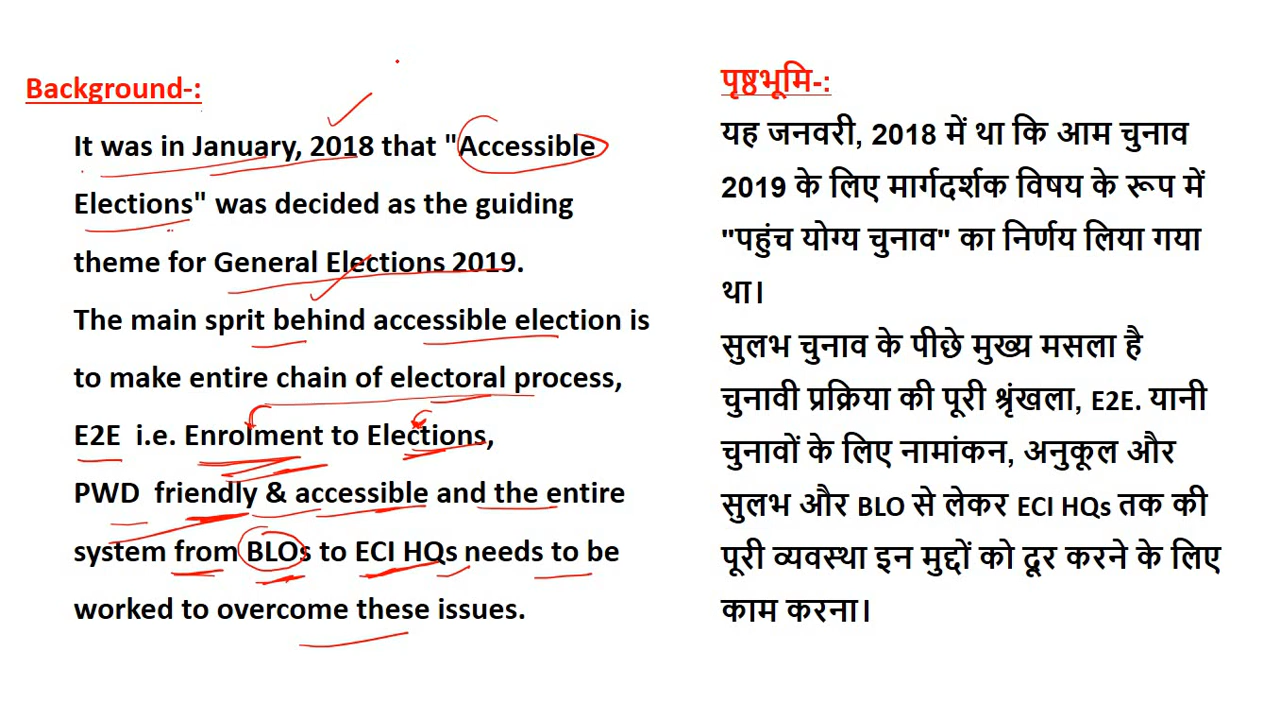 Background-:
It was in January, 2018 that "Accessible
Elections" was decided as the guiding
theme for General Elections 2019.
The main sprit behind accessible election is
to make entire chain of electoral process,
E2E i.e. Enrolment to Elections,
PWD friendly & accessible and the entire
system from BLOs to ECI HQs needs to be
worked to overcome these issues.
पृष्ठभूमि-:
यह जनवरी, 2018 में था कि आम चुनाव
2019 के लिए मार्गदर्शक विषय के रूप में
"पहुंच योग्य चुनाव" का निर्णय लिया गया
था।
सुलभ चुनाव के पीछे मुख्य मसला है
चुनावी प्रक्रिया की पूरी श्रृंखला, E2E. यानी
चुनावों के लिए नामांकन, अनुकूल और
सुलभ और BLO से लेकर ECI HQs तक की
पूरी व्यवस्था इन मुद्दों को दूर करने के लिए
काम करना।